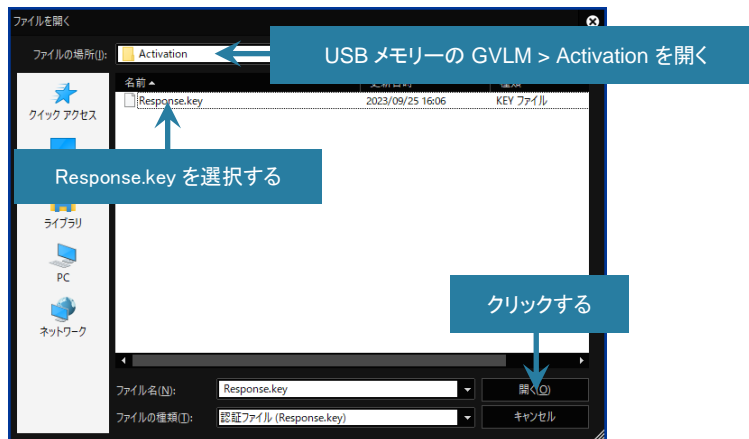 ファイルを開く
ファイルの場所(I):
Activation
USB メモリーの GVLM > Activation を開く
名前
クイック アクセス
Response.key
2023/09/25 16:06
KEY ファイル
Response.key を選択する
ライブラリ
PC
ネットワーク
クリックする
ファイル名(N):
Response.key
開く(O)
ファイルの種類(T):
認証ファイル (Response.key)
キャンセル